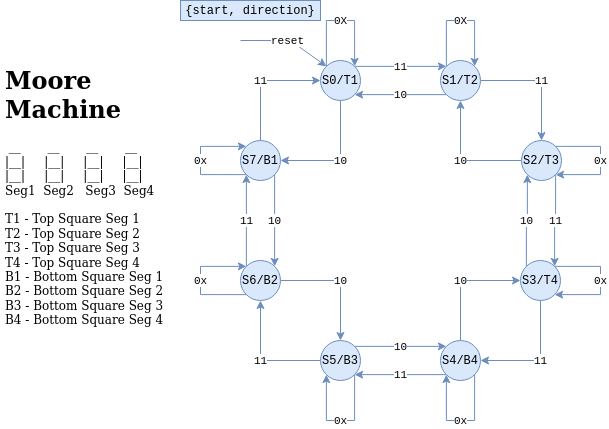 {start, direction}
0X
0X
reset
11
S0/T1
S1/T2
10
11
11
Moore
Machine
10
10
0x
S7/B1
S2/T3
0x
Seg1 Seg2 Seg3 Seg4
T1 - Top Square Seg 1
T2 - Top Square Seg 2
T3 - Top Square Seg 3
T4 - Top Square Seg 4
B1 - Bottom Square Seg 1
B2 - Bottom Square Seg 2
B3 - Bottom Square Seg 3
B4 - Bottom Square Seg 4
11
10
10
11
0x
S6/B2
10
10
S3/T4
0x
11
S5/B3
10
11
S4/B4
11
0x
0x